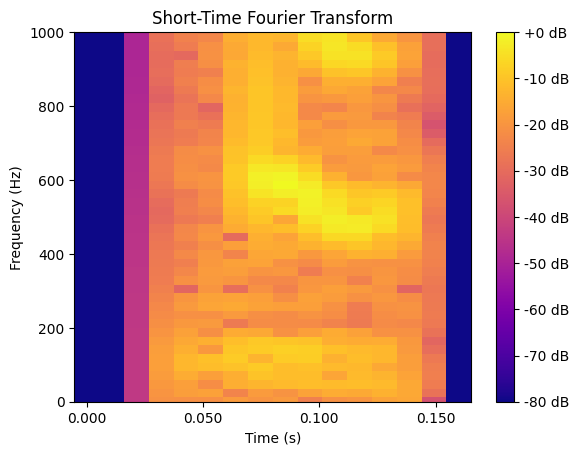 Short-Time Fourier Transform
Frequency (Hz)
1000
800
600
400
200
0
0.000
0.050
0.100
0.150
Time (s)
+0 dB
-10 dB
-20 dB
-30 dB
-40 dB
-50 dB
-60 dB
-70 dB
-80 dB